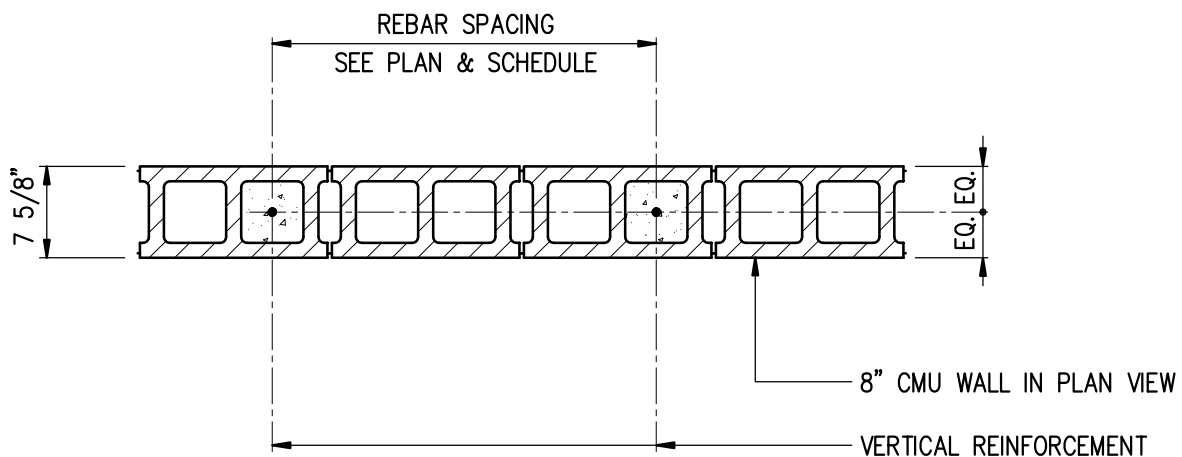 REBAR SPACING
SEE PLAN & SCHEDULE
7 5/8"
EQ. EQ.
8" CMU WALL IN PLAN VIEW
VERTICAL REINFORCEMENT